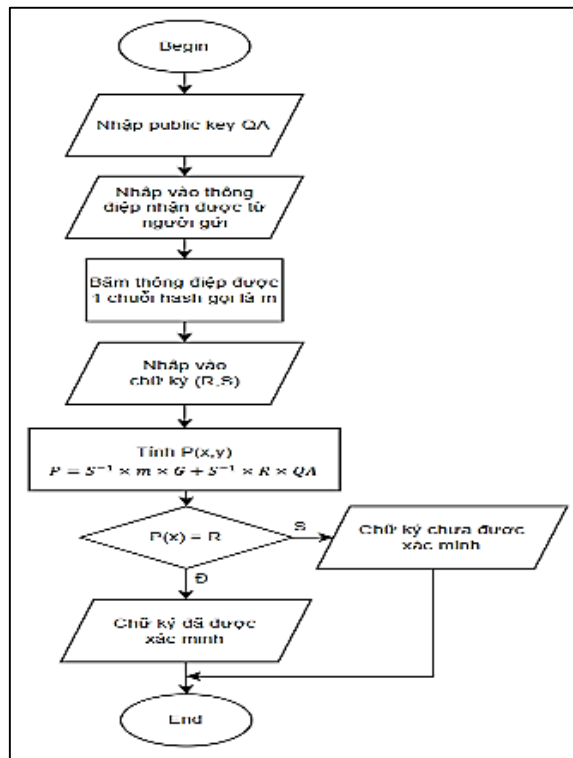 Begin
Nhập public key QA
Nhập vào thông
điệp nhận được từ
người gửi
Băm thông điệp được
1 chuỗi hash gọi là m
Nhập vào
chữ ký (R,S)
Tính P(x,y)
P = S⁻¹ × m × G + S⁻¹ × R × QA
P(x) = R
S
Chữ ký chưa được
xác minh
Đ
Chữ ký đã được
xác minh
End